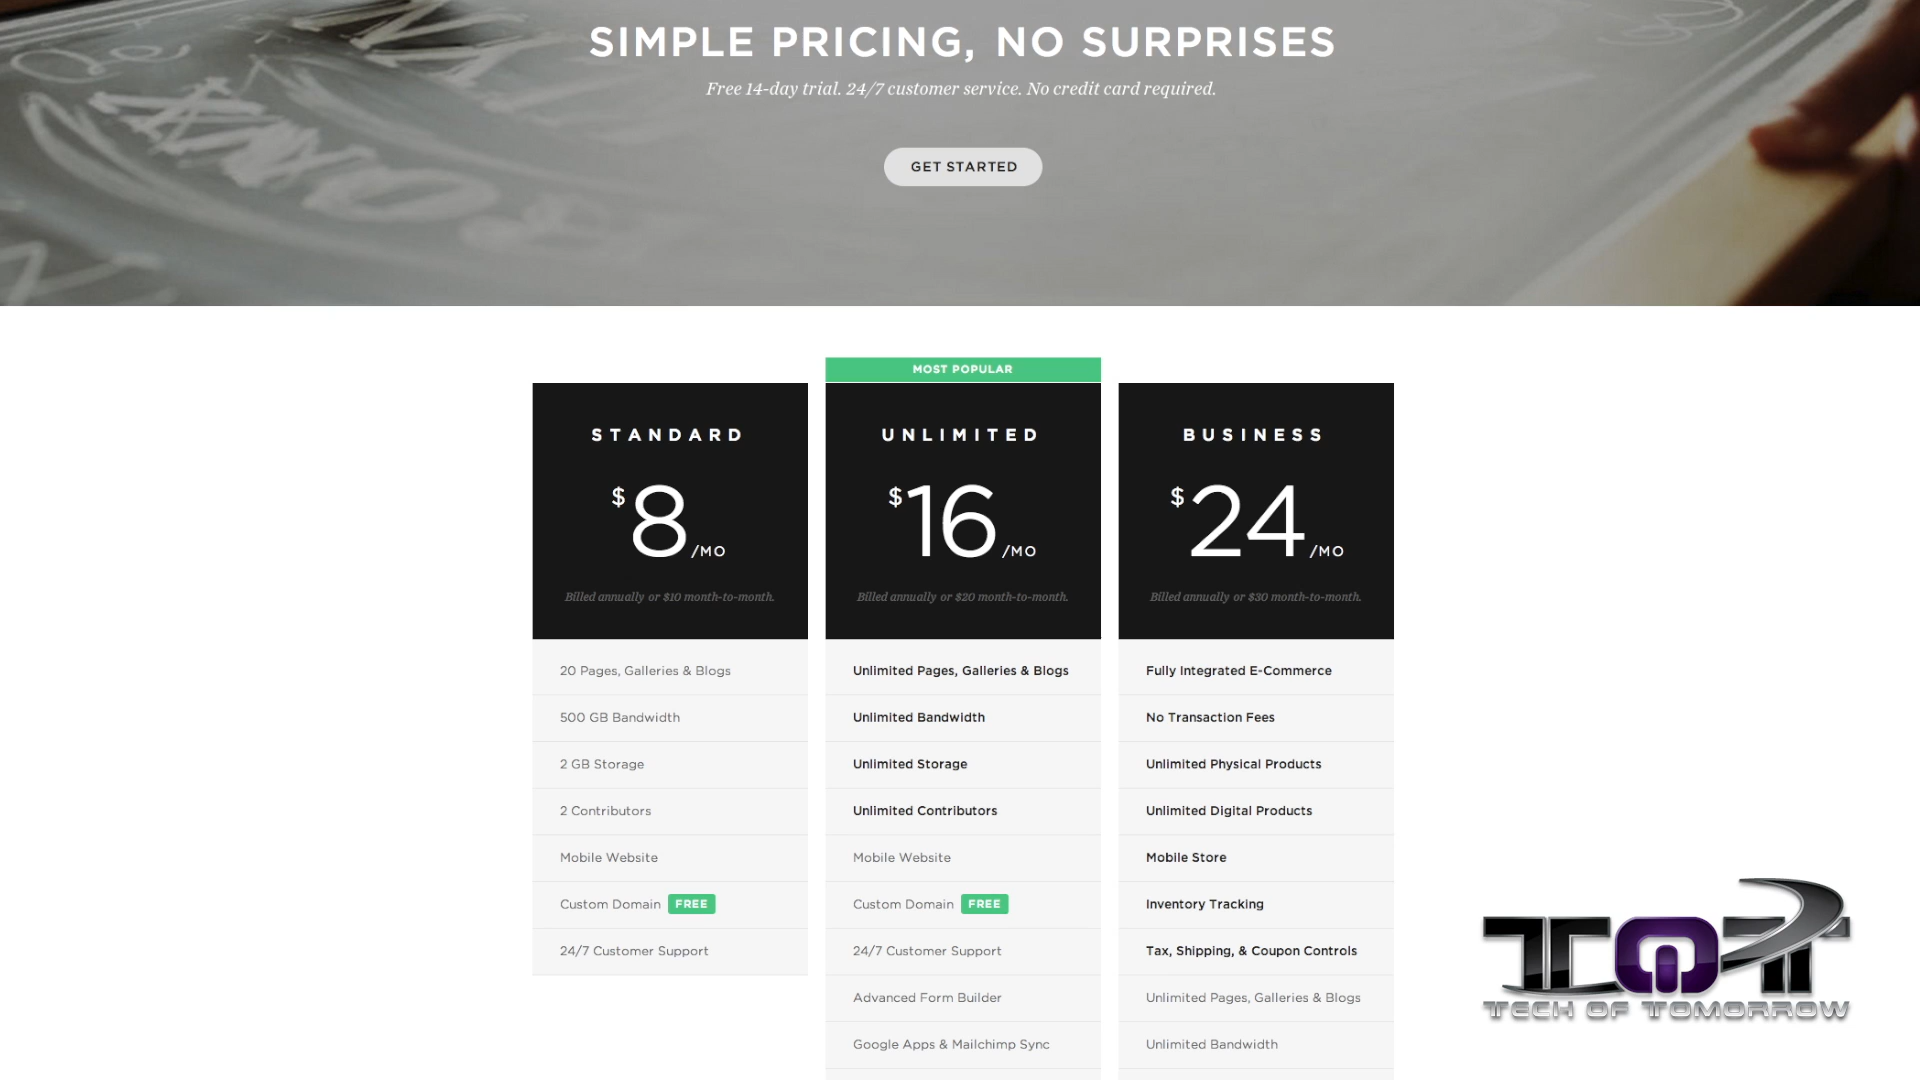 SIMPLE PRICING, NO SURPRISES
Free 14-day trial. 24/7 customer service. No credit card required.
GET STARTED
STANDARD
$8/MO
Billed annually or $10 month-to-month.
20 Pages, Galleries & Blogs
500 GB Bandwidth
2 GB Storage
2 Contributors
Mobile Website
Custom Domain FREE
24/7 Customer Support
MOST POPULAR
UNLIMITED
$16/MO
Billed annually or $20 month-to-month.
Unlimited Pages, Galleries & Blogs
Unlimited Bandwidth
Unlimited Storage
Unlimited Contributors
Mobile Website
Custom Domain FREE
24/7 Customer Support
Advanced Form Builder
Google Apps & Mailchimp Sync
BUSINESS
$24/MO
Billed annually or $30 month-to-month.
Fully Integrated E-Commerce
No Transaction Fees
Unlimited Physical Products
Unlimited Digital Products
Mobile Store
Inventory Tracking
Tax, Shipping, & Coupon Controls
Unlimited Pages, Galleries & Blogs
Unlimited Bandwidth
TOT
TECH OF TOMORROW